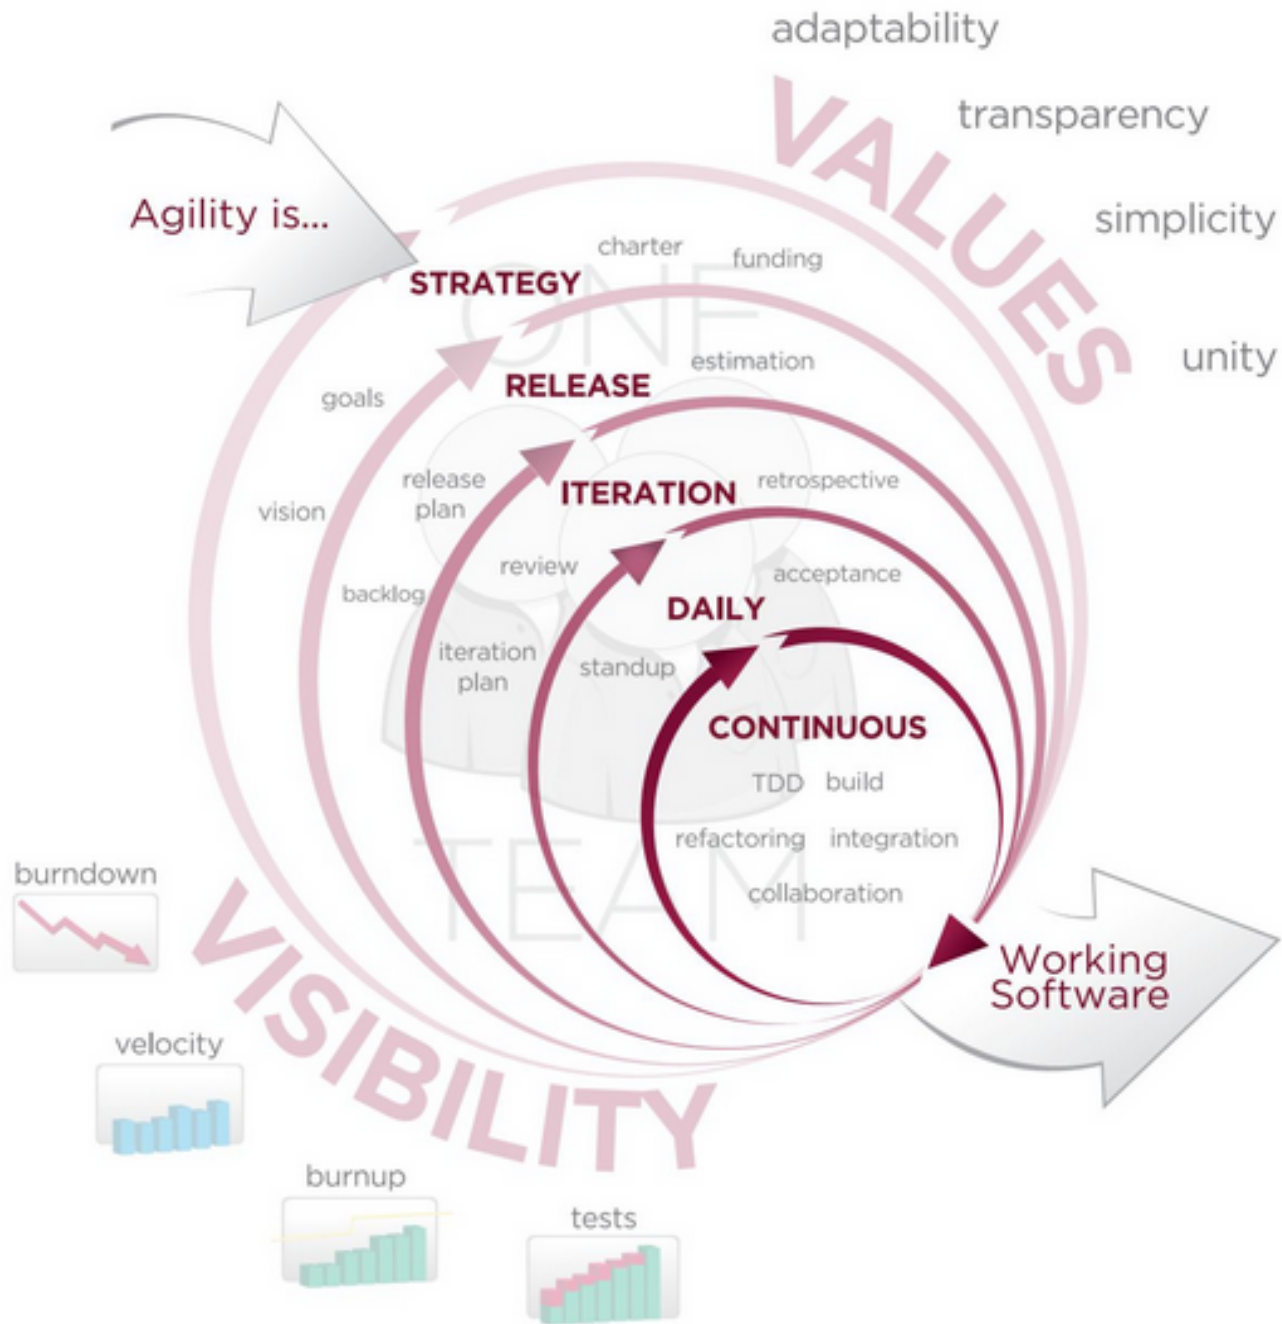 adaptability
VALUES
transparency
simplicity
unity
Agility is...
STRATEGY
charter
funding
goals
vision
ONE
RELEASE
estimation
release
plan
backlog
ITERATION
retrospective
review
iteration
plan
DAILY
acceptance
standup
CONTINUOUS
TDD build
refactoring integration
collaboration
TEAM
Working
Software
VISIBILITY
burndown
velocity
burnup
tests